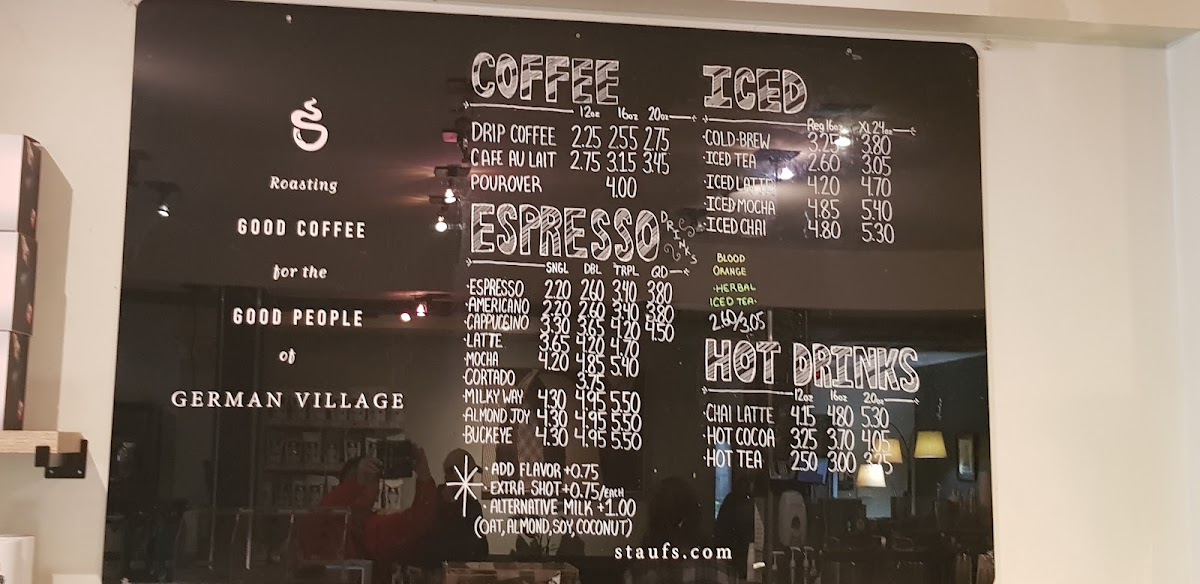 Roasting
GOOD COFFEE
for the
GOOD PEOPLE
of
GERMAN VILLAGE
COFFEE
12oz 16oz 20oz
DRIP COFFEE 2.25 2.55 2.75
CAFE AU LAIT 2.75 3.15 3.45
POUROVER 4.00
ESPRESSO DRINKS
SNGL DBL TRPL QD
·ESPRESSO 2.20 2.60 3.40 3.80
·AMERICANO 2.20 2.60 3.40 3.80
·CAPPUCCINO 3.30 3.65 4.20 4.50
·LATTE 3.65 4.20 4.70
·MOCHA 4.20 4.85 5.40
·CORTADO 3.75
·MILKY WAY 4.30 4.95 5.50
·ALMOND JOY 4.30 4.95 5.50
·BUCKEYE 4.30 4.95 5.50
· ADD FLAVOR +0.75
· EXTRA SHOT +0.75/EACH
· ALTERNATIVE MILK +1.00
(OAT, ALMOND, SOY, COCONUT)
ICED
Reg 16oz XL 24oz
·COLD-BREW 3.25 3.80
·ICED TEA 2.60 3.05
·ICED LATTE 4.20 4.70
·ICED MOCHA 4.85 5.40
·ICED CHAI 4.80 5.30
BLOOD
ORANGE
·HERBAL
ICED TEA·
2.60/3.05
HOT DRINKS
12oz 16oz 20oz
·CHAI LATTE 4.15 4.80 5.30
·HOT COCOA 3.25 3.70 4.05
·HOT TEA 2.50 3.00
staufs.com